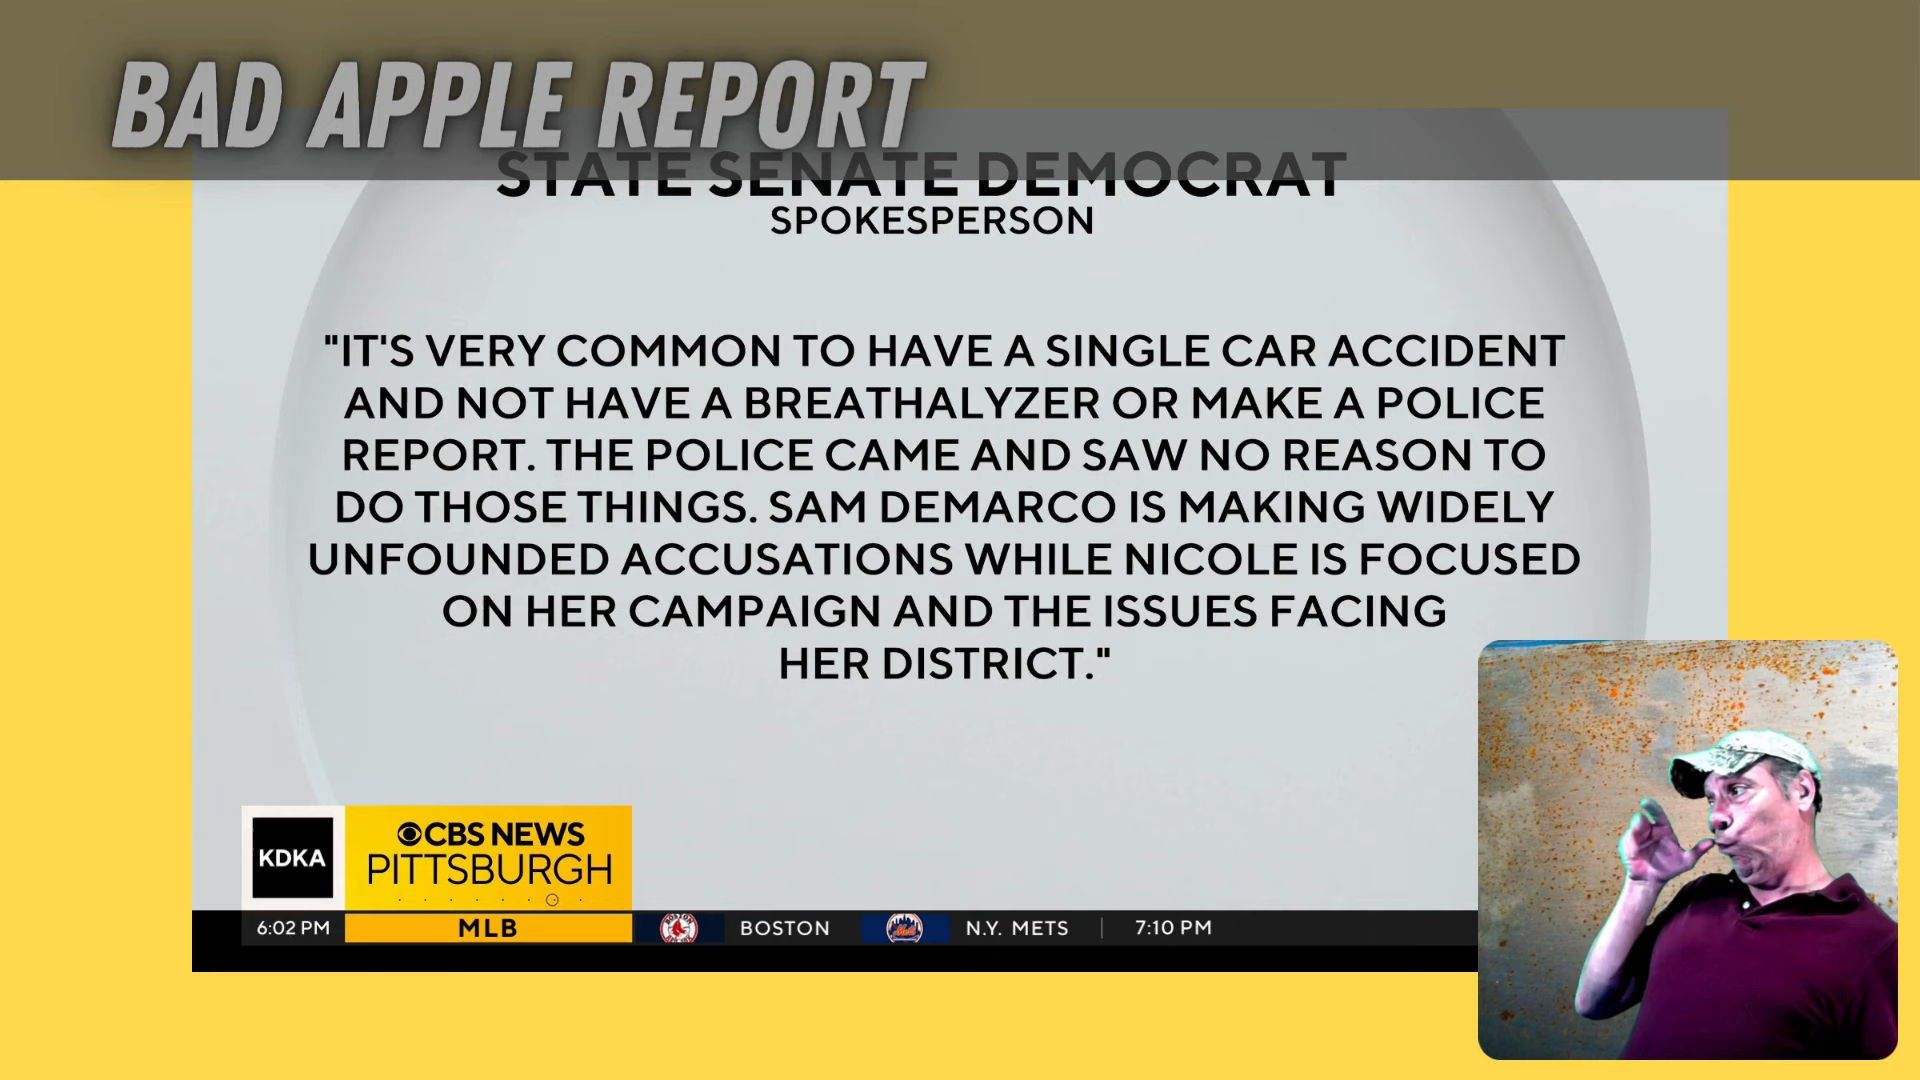 BAD APPLE REPORT
STATE SENATE DEMOCRAT
SPOKESPERSON
"IT'S VERY COMMON TO HAVE A SINGLE CAR ACCIDENT
AND NOT HAVE A BREATHALYZER OR MAKE A POLICE
REPORT. THE POLICE CAME AND SAW NO REASON TO
DO THOSE THINGS. SAM DEMARCO IS MAKING WIDELY
UNFOUNDED ACCUSATIONS WHILE NICOLE IS FOCUSED
ON HER CAMPAIGN AND THE ISSUES FACING
HER DISTRICT."
KDKA
CBS NEWS
PITTSBURGH
6:02 PM MLB BOSTON N.Y. METS 7:10 PM